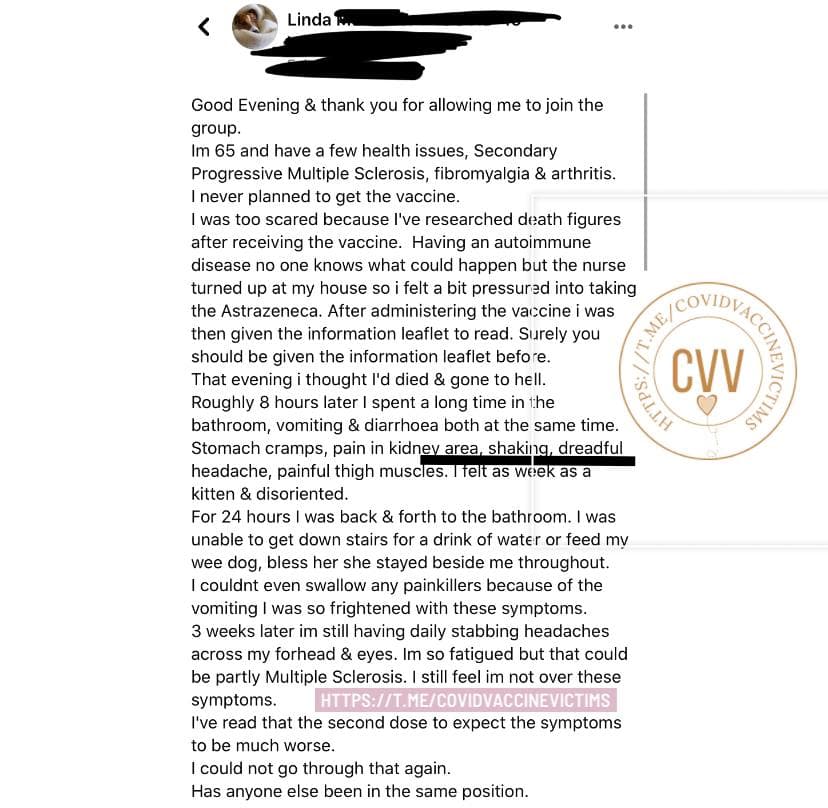 Linda
Good Evening & thank you for allowing me to join the
group.
Im 65 and have a few health issues, Secondary
Progressive Multiple Sclerosis, fibromyalgia & arthritis.
I never planned to get the vaccine.
I was too scared because I've researched death figures
after receiving the vaccine.  Having an autoimmune
disease no one knows what could happen but the nurse
turned up at my house so i felt a bit pressured into taking
the Astrazeneca. After administering the vaccine i was
then given the information leaflet to read. Surely you
should be given the information leaflet before.
That evening i thought I'd died & gone to hell.
Roughly 8 hours later I spent a long time in the
bathroom, vomiting & diarrhoea both at the same time.
Stomach cramps, pain in kidney area, shaking, dreadful
headache, painful thigh muscles. I felt as week as a
kitten & disoriented.
For 24 hours I was back & forth to the bathroom. I was
unable to get down stairs for a drink of water or feed my
wee dog, bless her she stayed beside me throughout.
I couldnt even swallow any painkillers because of the
vomiting I was so frightened with these symptoms.
3 weeks later im still having daily stabbing headaches
across my forhead & eyes. Im so fatigued but that could
be partly Multiple Sclerosis. I still feel im not over these
symptoms. HTTPS://T.ME/COVIDVACCINEVICTIMS
I've read that the second dose to expect the symptoms
to be much worse.
I could not go through that again.
Has anyone else been in the same position.
HTTPS://T.ME/COVIDVACCINEVICTIMS
CVV